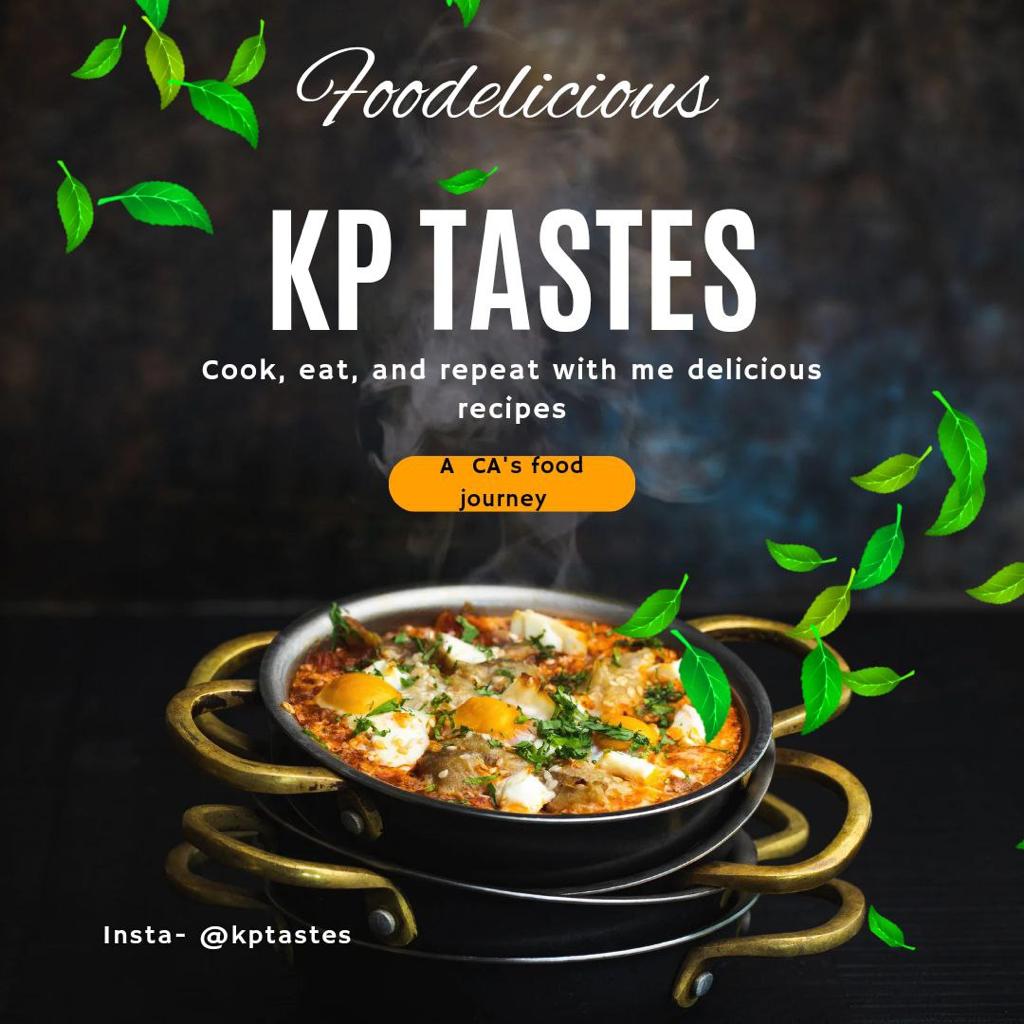 Foodelicious
KP TASTES
Cook, eat, and repeat with me delicious
recipes
A CA's food
journey
Insta- @kptastes